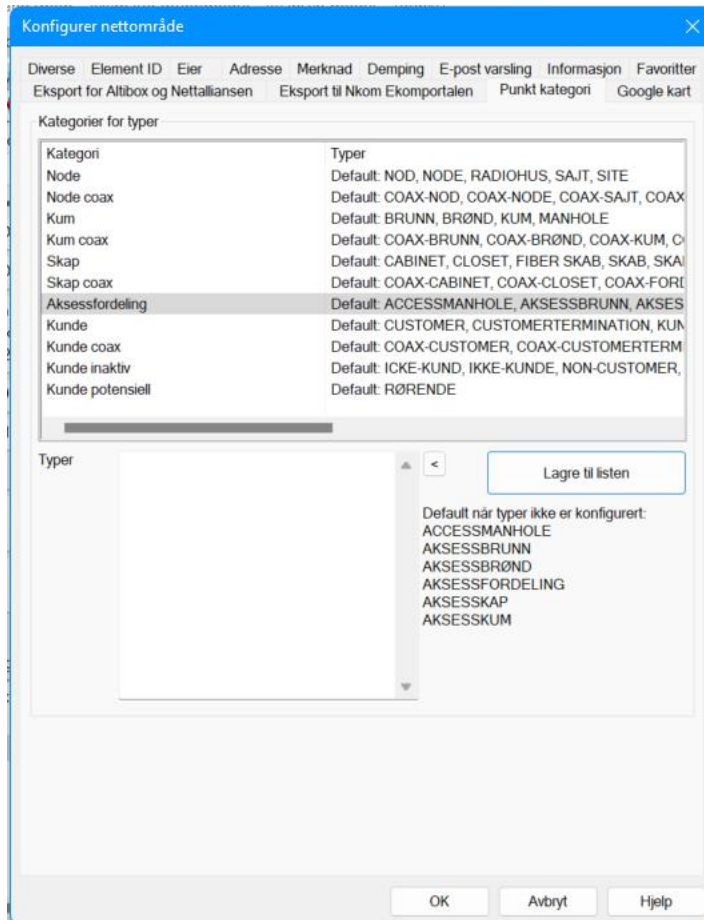 Konfigurer nettområde
Diverse Element ID Eier Adresse Merknad Demping E-post varsling Informasjon Favoritter
Eksport for Altibox og Nettalliansen Eksport til Nkom Ekomportalen Punkt kategori Google kart
Kategorier for typer
Kategori Typer
Node Default: NOD, NODE, RADIOHUS, SAJT, SITE
Node coax Default: COAX-NOD, COAX-NODE, COAX-SAJT, COAX
Kum Default: BRUNN, BRØND, KUM, MANHOLE
Kum coax Default: COAX-BRUNN, COAX-BRØND, COAX-KUM,
Skap Default: CABINET, CLOSET, FIBER SKAB, SKAB,
Skap coax Default: COAX-CABINET, COAX-CLOSET,
Aksessfordeling Default: ACCESSMANHOLE, AKSESSBRUNN, AKSES
Kunde Default: CUSTOMER, CUSTOMERTERMINATION,
Kunde coax Default: COAX-CUSTOMER, COAX-CUSTOMERTERM
Kunde inaktiv Default: ICKE-KUND, IKKE-KUNDE, NON-CUSTOMER,
Kunde potensiell Default: RØRENDE
Typer
<
Lagre til listen
Default når typer ikke er konfigurert:
ACCESSMANHOLE
AKSESSBRUNN
AKSESSBRØND
AKSESSFORDELING
AKSESSKAP
AKSESSKUM
OK Avbryt Hjelp